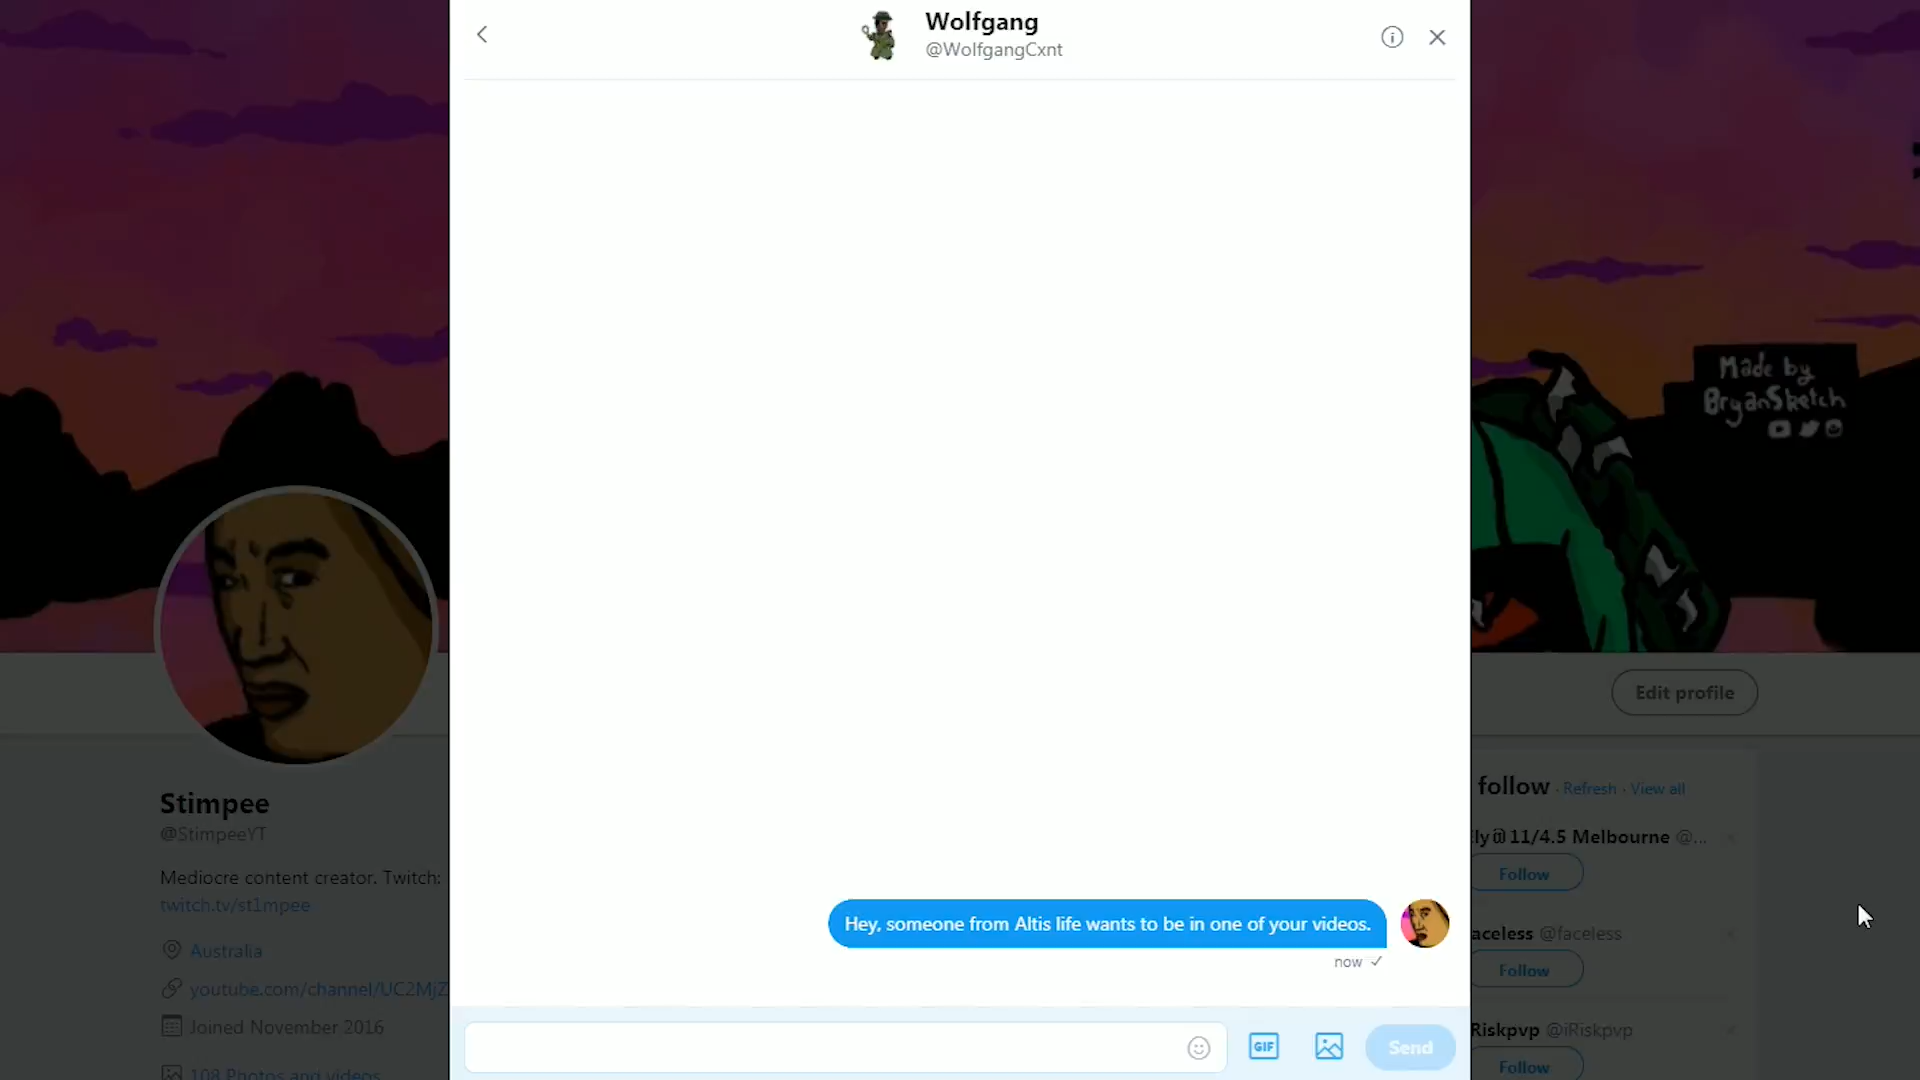 Wolfgang
@WolfgangCxnt
Made by
BryanSketch
Edit profile
Stimpee
@StimpeeYT
Mediocre content creator. Twitch:
twitch.tv/st1mpee
Australia
youtube.com/channel/UC2MjZ
Joined November 2016
108 Photos and videos
follow · Refresh · View all
11/4.5 Melbourne @...
Follow
aceless @faceless
Follow
Riskpvp @iRiskpvp
Follow
Hey, someone from Altis life wants to be in one of your videos.
now
GIF
Send